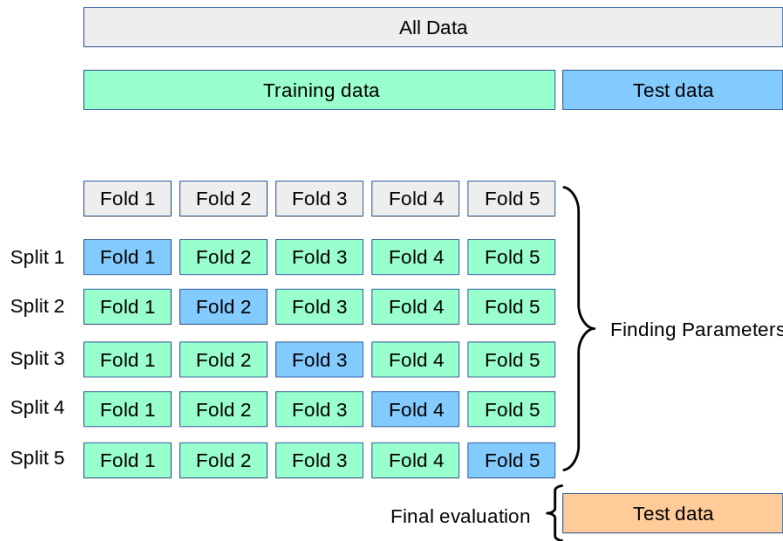 All Data
Training data Test data
Fold 1 Fold 2 Fold 3 Fold 4 Fold 5
Split 1 Fold 1 Fold 2 Fold 3 Fold 4 Fold 5
Split 2 Fold 1 Fold 2 Fold 3 Fold 4 Fold 5
Finding Parameters
Split 3 Fold 1 Fold 2 Fold 3 Fold 4 Fold 5
Split 4 Fold 1 Fold 2 Fold 3 Fold 4 Fold 5
Split 5 Fold 1 Fold 2 Fold 3 Fold 4 Fold 5
Final evaluation Test data